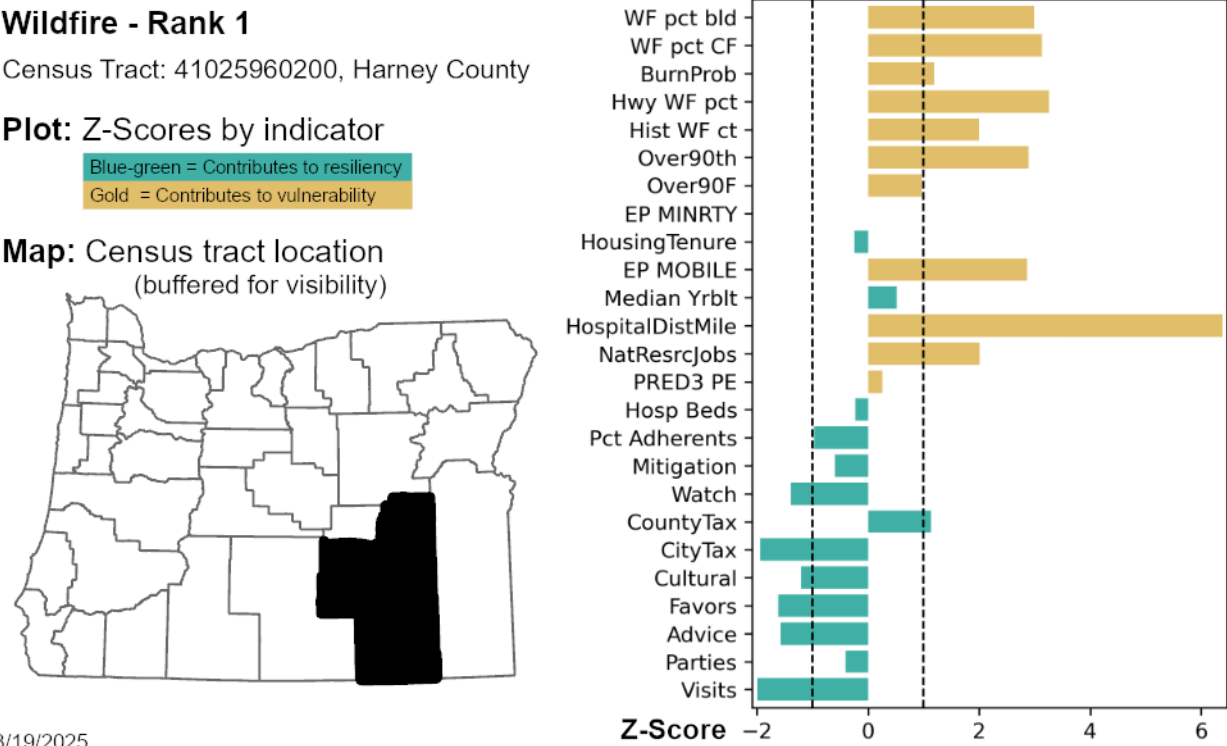 Wildfire - Rank 1
Census Tract: 41025960200, Harney County
Plot: Z-Scores by indicator
Blue-green = Contributes to resiliency
Gold = Contributes to vulnerability
Map: Census tract location
(buffered for visibility)
WF pct bld
WF pct CF
BurnProb
Hwy WF pct
Hist WF ct
Over90th
Over90F
EP MINRTY
HousingTenure
EP MOBILE
Median Yrblt
HospitalDistMile
NatResrcJobs
PRED3 PE
Hosp Beds
Pct Adherents
Mitigation
Watch
CountyTax
CityTax
Cultural
Favors
Advice
Parties
Visits
Z-Score −2 0 2 4 6
/19/2025